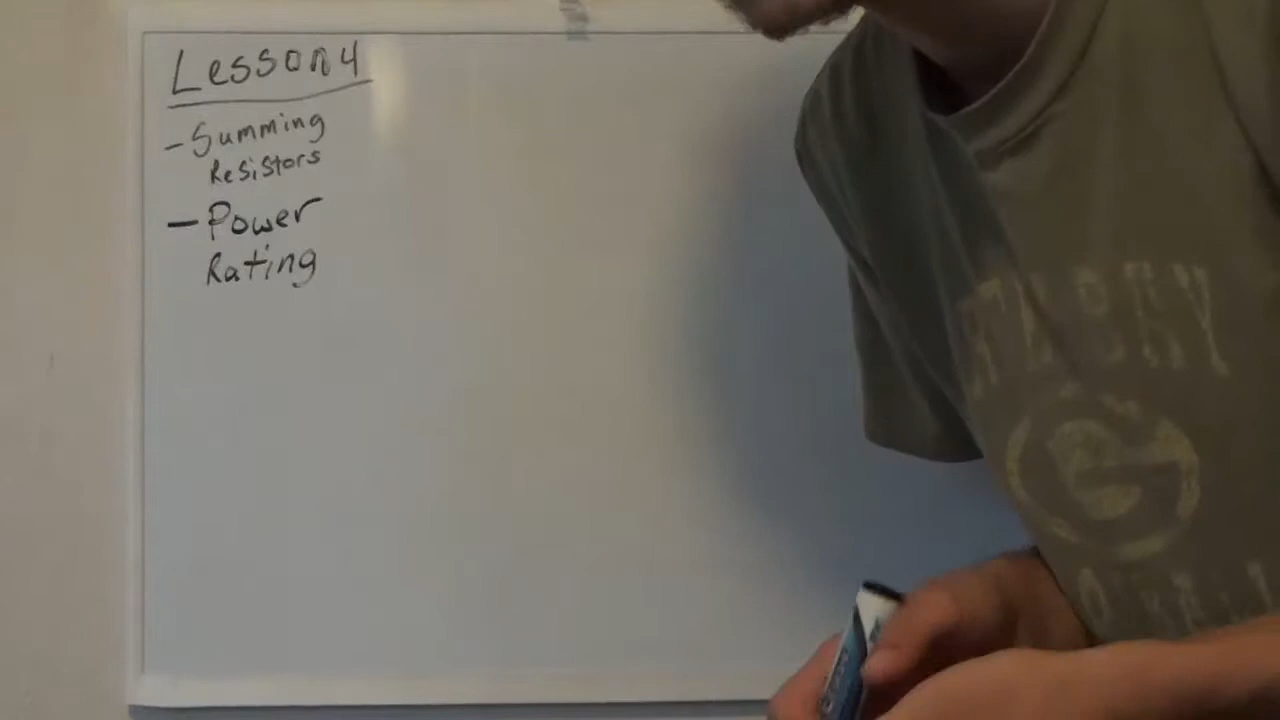 Lesson 4
- Summing
Resistors
- Power
Rating
G